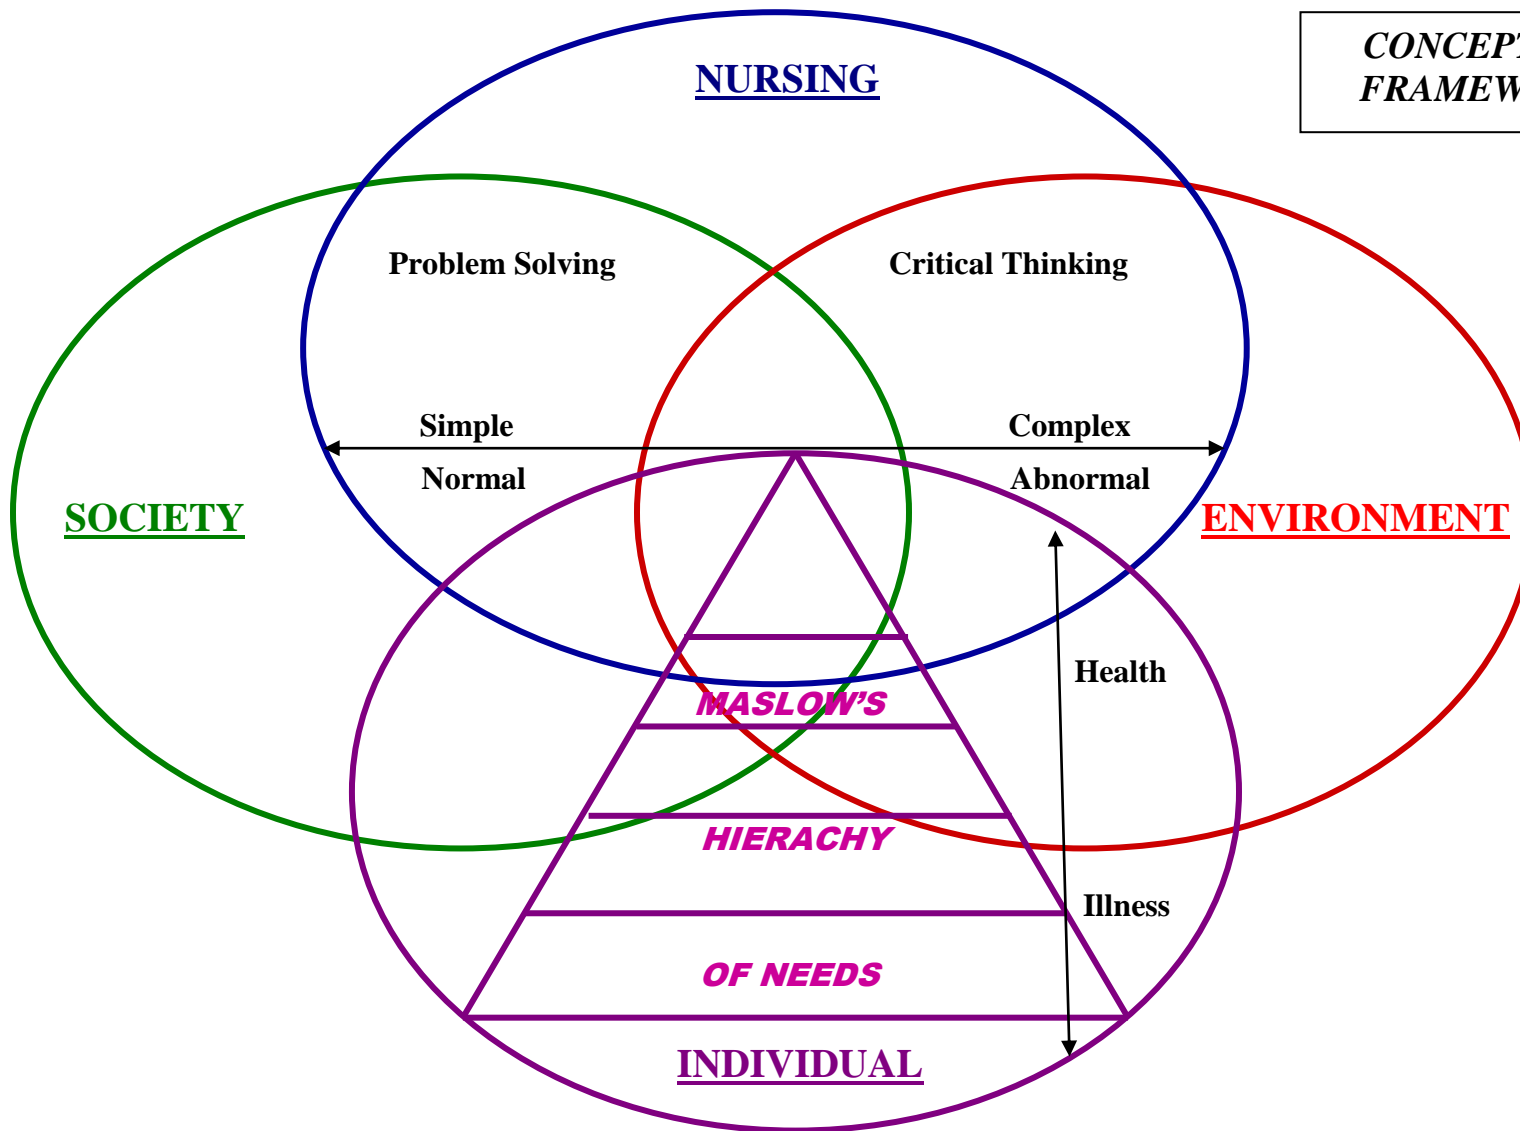 CONCEPT
FRAMEW
NURSING
Problem Solving
Critical Thinking
Simple
Complex
Normal
Abnormal
SOCIETY
ENVIRONMENT
Health
MASLOW'S
HIERACHY
Illness
OF NEEDS
INDIVIDUAL